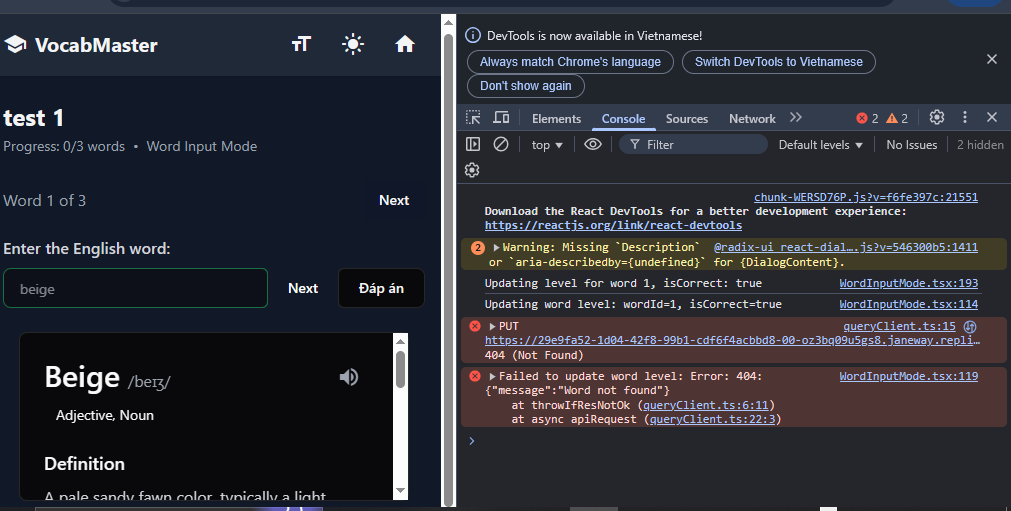 VocabMaster
test 1
Progress: 0/3 words • Word Input Mode
Word 1 of 3
Next
Enter the English word:
beige
Next
Đáp án
Beige /beɪʒ/
Adjective, Noun
Definition
A pale sandy fawn color, typically a light
DevTools is now available in Vietnamese!
Always match Chrome's language
Switch DevTools to Vietnamese
Don't show again
Elements
Console
Sources
Network
2
2
top
Filter
Default levels
No Issues
2 hidden
chunk-WERSD76P.js?v=f6fe397c:21551
Download the React DevTools for a better development experience:
https://reactjs.org/link/react-devtools
2
Warning: Missing `Description` @radix-ui_react-dial….js?v=546300b5:1411
or `aria-describedby={undefined}` for {DialogContent}.
Updating level for word 1, isCorrect: true WordInputMode.tsx:193
Updating word level: wordId=1, isCorrect=true WordInputMode.tsx:114
PUT queryClient.ts:15
https://29e9fa52-1d04-42f8-99b1-cdf6f4acbbd8-00-oz3bq09u5gs8.janeway.repli…
404 (Not Found)
Failed to update word level: Error: 404: WordInputMode.tsx:119
{"message":"Word not found"}
at throwIfResNotOk (queryClient.ts:6:11)
at async apiRequest (queryClient.ts:22:3)